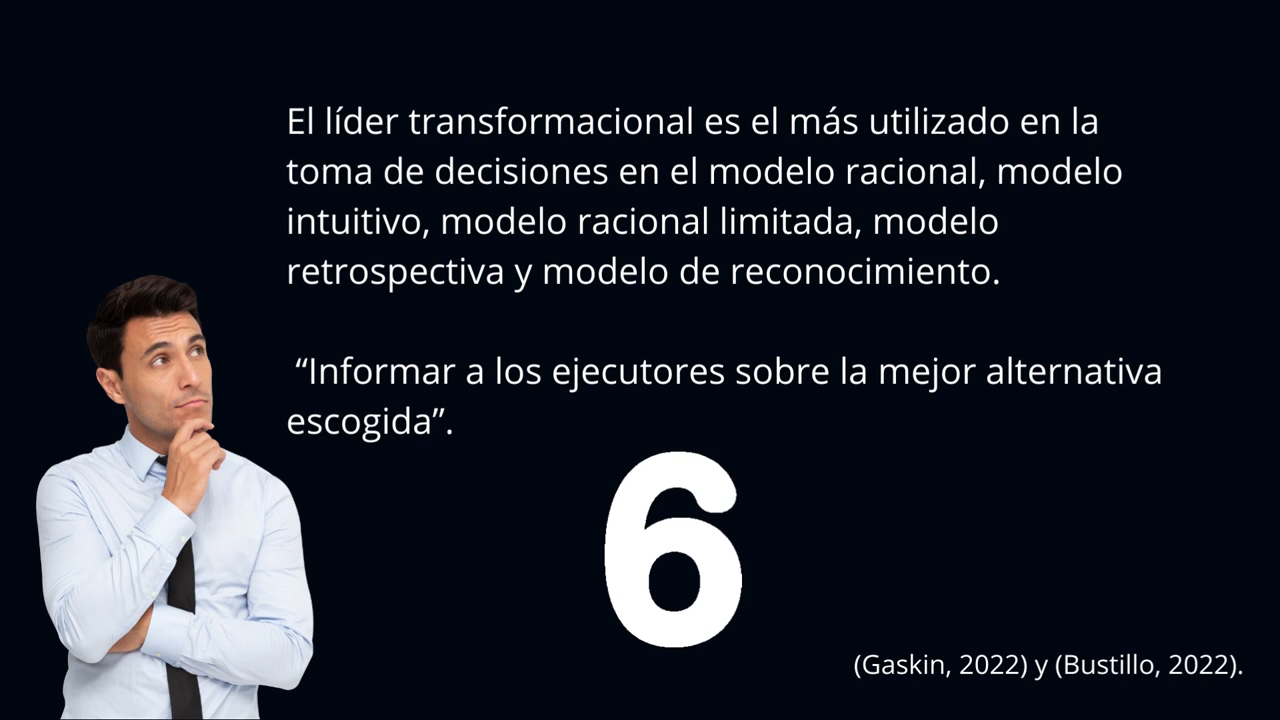 El líder transformacional es el más utilizado en la
toma de decisiones en el modelo racional, modelo
intuitivo, modelo racional limitada, modelo
retrospectiva y modelo de reconocimiento.
“Informar a los ejecutores sobre la mejor alternativa
escogida”.
6
(Gaskin, 2022) y (Bustillo, 2022).